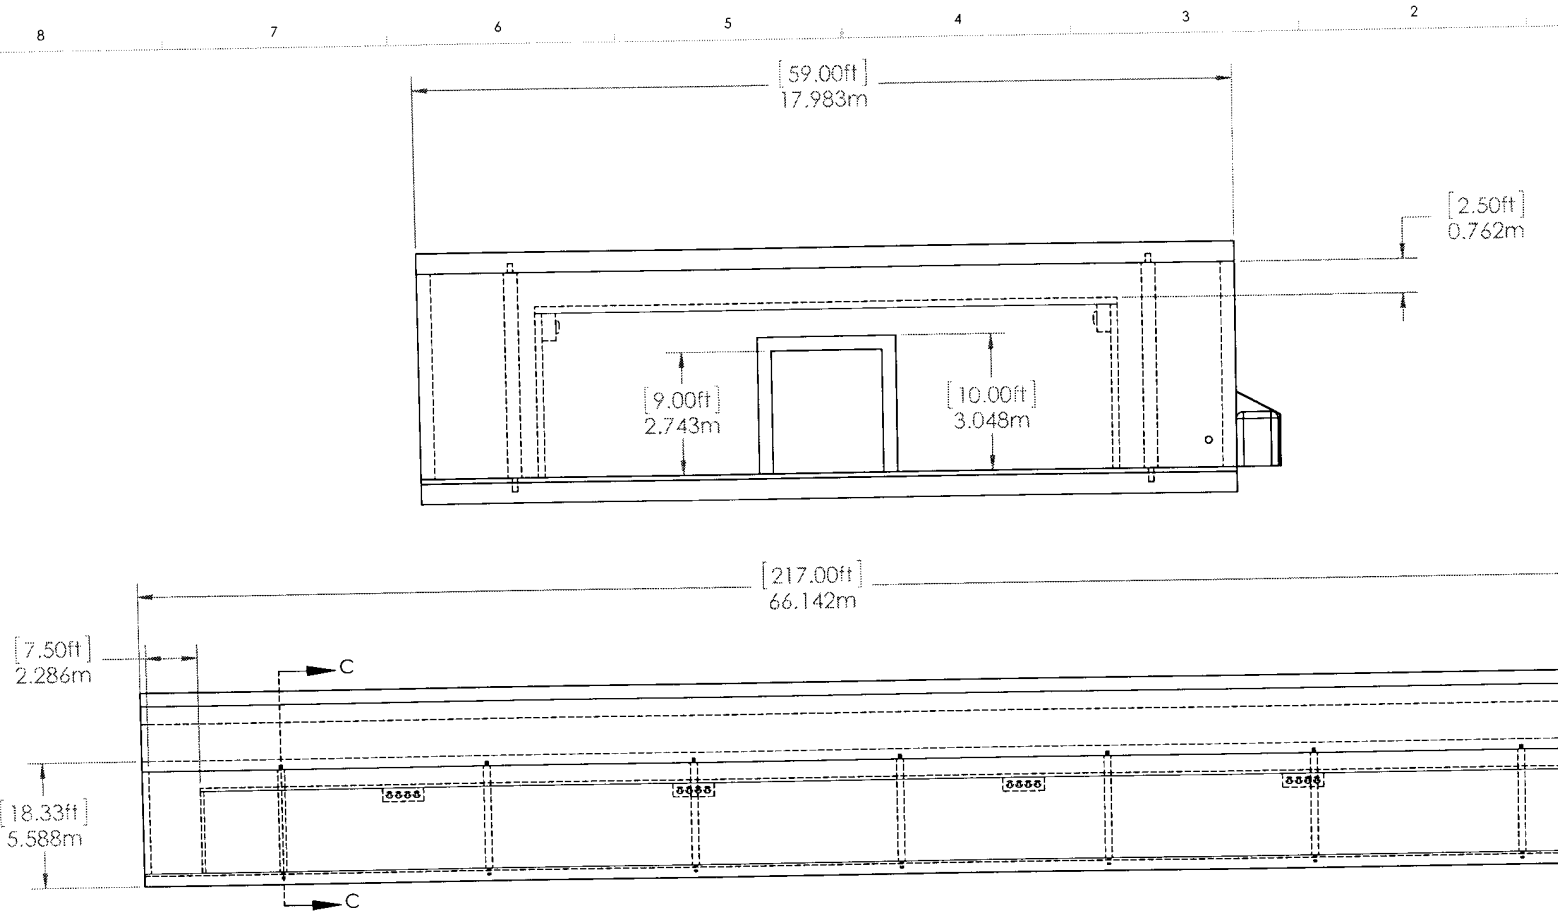 8 7 6 5 4 3 2
[59.00ft]
17.983m
[2.50ft]
0.762m
[9.00ft]
2.743m
[10.00ft]
3.048m
[217.00ft]
66.142m
[7.50ft]
2.286m
C
[18.33ft]
5.588m
C